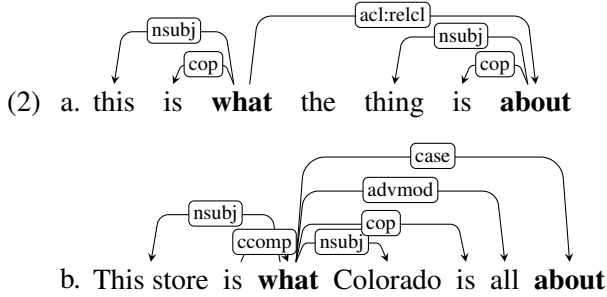 acl:relcl
nsubj nsubj
cop cop
(2) a. this is what the thing is about
case
advmod
nsubj cop
ccomp nsubj
b. This store is what Colorado is all about